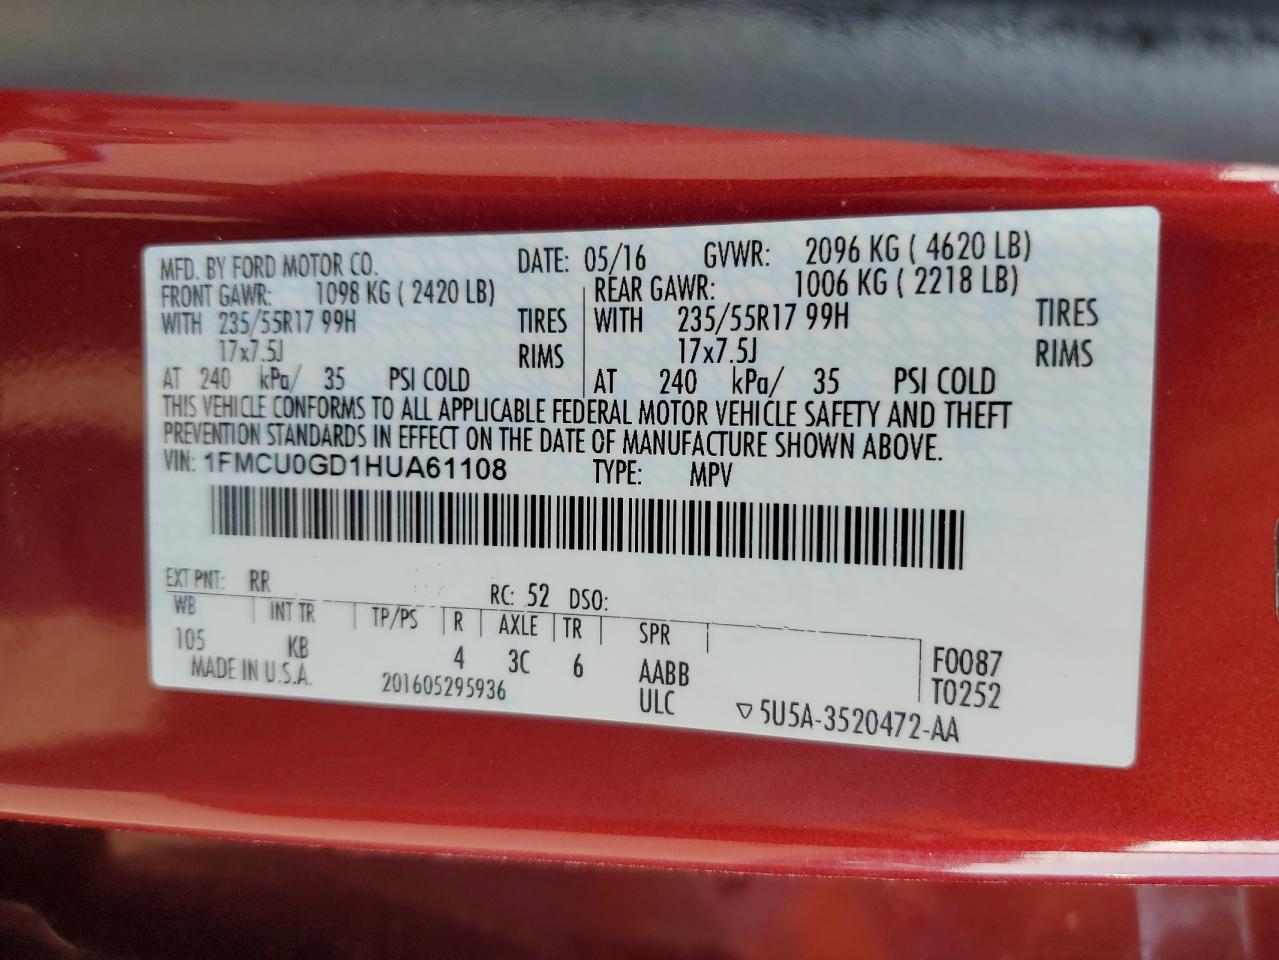 MFD. BY FORD MOTOR CO. DATE: 05/16 GVWR: 2096 KG ( 4620 LB)
FRONT GAWR: 1098 KG ( 2420 LB) REAR GAWR: 1006 KG ( 2218 LB)
WITH 235/55R17 99H TIRES WITH 235/55R17 99H TIRES
17x7.5J RIMS 17x7.5J RIMS
AT 240 kPa/ 35 PSI COLD AT 240 kPa/ 35 PSI COLD
THIS VEHICLE CONFORMS TO ALL APPLICABLE FEDERAL MOTOR VEHICLE SAFETY AND THEFT
PREVENTION STANDARDS IN EFFECT ON THE DATE OF MANUFACTURE SHOWN ABOVE.
VIN: 1FMCU0GD1HUA61108 TYPE: MPV
EXT PNT: RR RC: 52 DSO:
WB INT TR TP/PS R AXLE TR SPR
105 KB 4 3C 6 AABB F0087
MADE IN U.S.A. 201605295936 ULC T0252
▽ 5U5A-3520472-AA